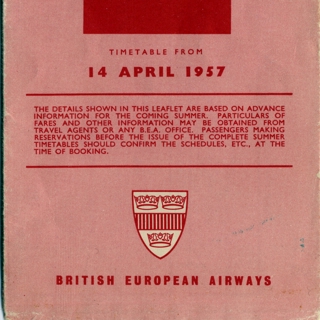 TIMETABLE FROM
14 APRIL 1957
THE DETAILS SHOWN IN THIS LEAFLET ARE BASED ON ADVANCE
INFORMATION FOR THE COMING SUMMER. PARTICULARS OF
FARES AND OTHER INFORMATION MAY BE OBTAINED FROM
TRAVEL AGENTS OR ANY B.E.A. OFFICE. PASSENGERS MAKING
RESERVATIONS BEFORE THE ISSUE OF THE COMPLETE SUMMER
TIMETABLES SHOULD CONFIRM THE SCHEDULES, ETC., AT THE
TIME OF BOOKING.
BRITISH EUROPEAN AIRWAYS